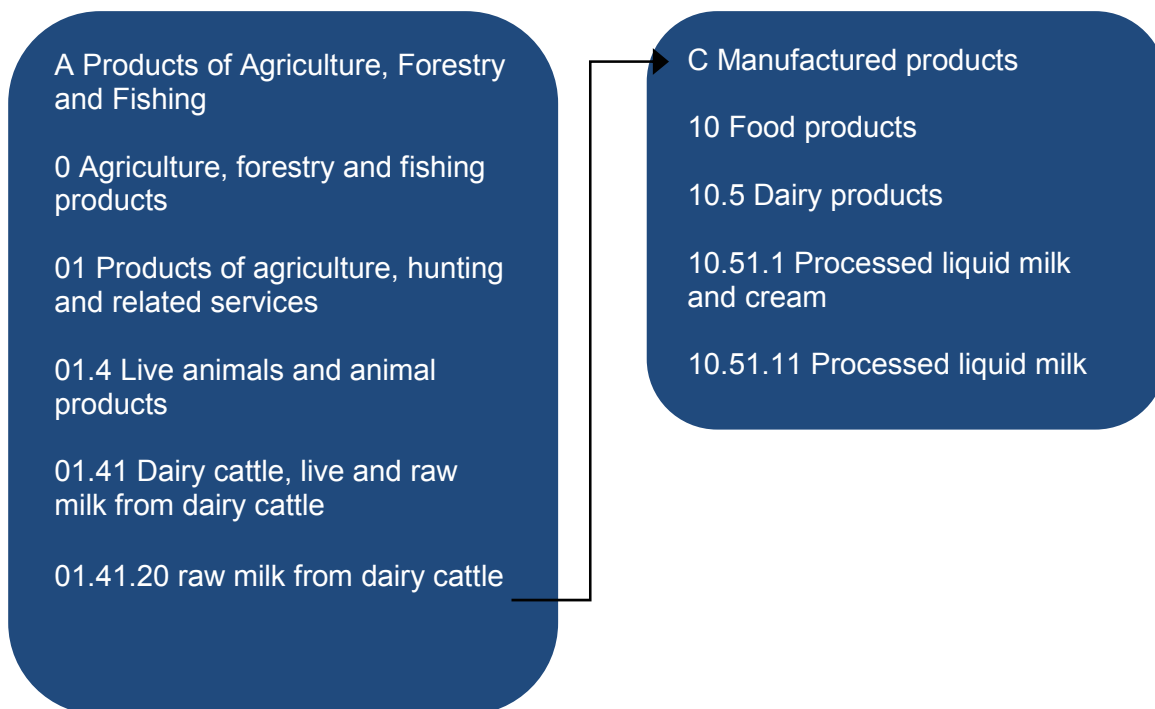 A Products of Agriculture, Forestry
and Fishing
0 Agriculture, forestry and fishing
products
01 Products of agriculture, hunting
and related services
01.4 Live animals and animal
products
01.41 Dairy cattle, live and raw
milk from dairy cattle
01.41.20 raw milk from dairy cattle
C Manufactured products
10 Food products
10.5 Dairy products
10.51.1 Processed liquid milk
and cream
10.51.11 Processed liquid milk